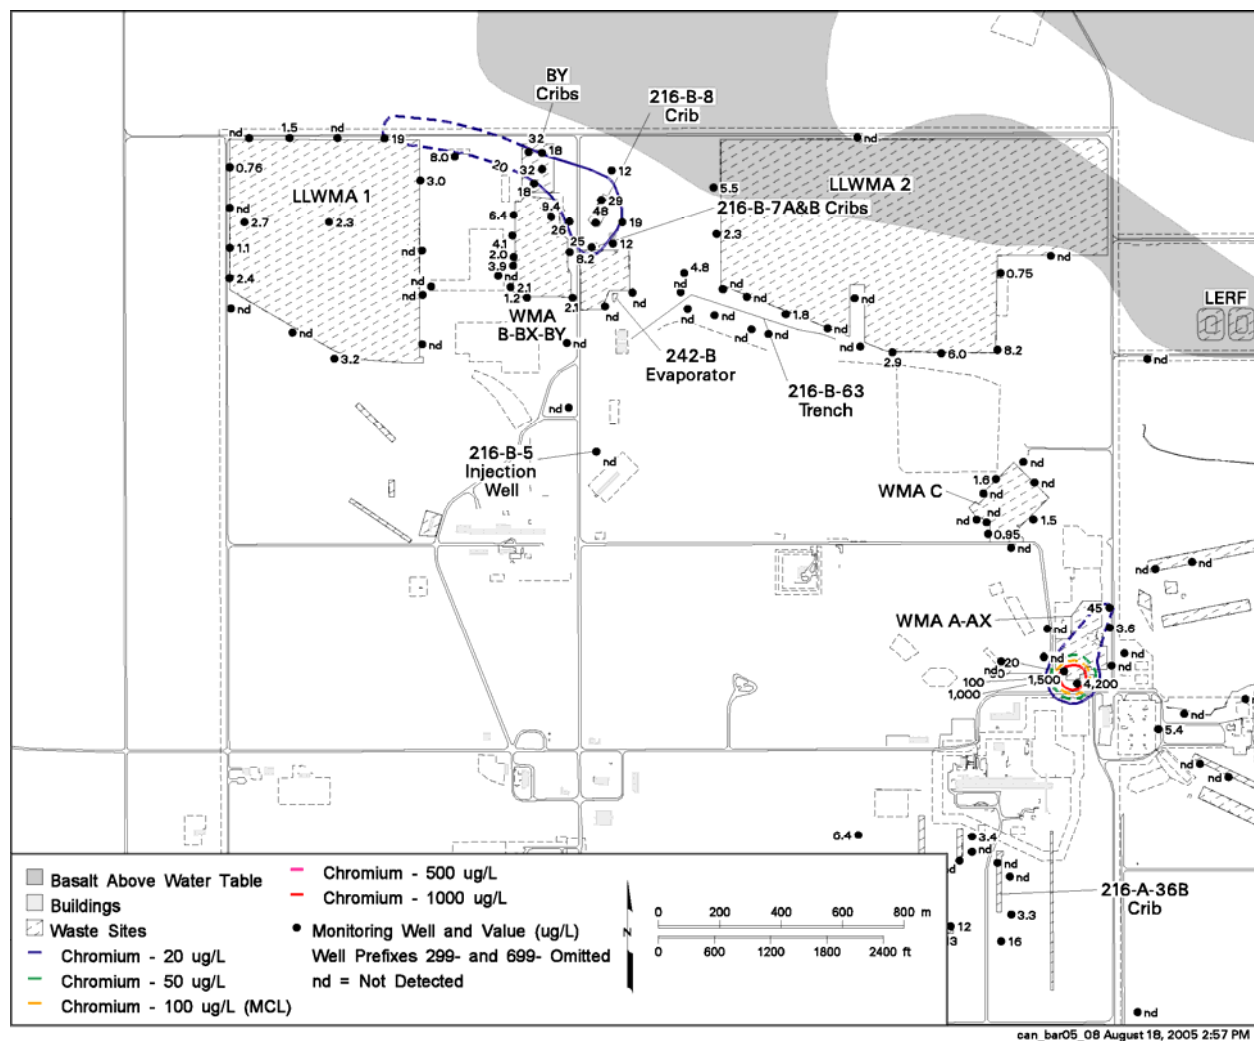 BY
Cribs
216-B-8
Crib
nd
1.5
nd
19
32
18
8.0
20
32
12
0.76
LLWMA 1
3.0
18
29
5.5
LLWMA 2
nd
nd
2.7
2.3
6.4
9.4
26
48
19
216-B-7A&B Cribs
1.1
4.1
2.0
3.9
25
8.2
12
2.3
nd
2.4
nd
nd
nd
2.1
1.2
2.1
nd
4.8
nd
0.75
LERF
nd
nd
nd
WMA
B-BX-BY
nd
nd
nd
nd
nd
nd
1.8
nd
nd
nd
3.2
nd
nd
242-B
Evaporator
216-B-63
Trench
2.9
6.0
8.2
nd
nd
216-B-5
Injection
Well
nd
WMA C
1.6
nd
nd
nd
nd
nd
1.5
0.95
nd
nd
nd
WMA A-AX
45
3.6
nd
nd
nd
nd
20
100
1,500
1,000
4,200
nd
nd
nd
5.4
nd
nd
6.4
3.4
nd
nd
nd
nd
216-A-36B
Crib
3.3
12
3
16
nd
Basalt Above Water Table
Buildings
Waste Sites
Chromium - 20 ug/L
Chromium - 50 ug/L
Chromium - 100 ug/L (MCL)
Chromium - 500 ug/L
Chromium - 1000 ug/L
Monitoring Well and Value (ug/L)
Well Prefixes 299- and 699- Omitted
nd = Not Detected
N
0 200 400 600 800 m
0 600 1200 1800 2400 ft
can_bar05_08 August 18, 2005 2:57 PM